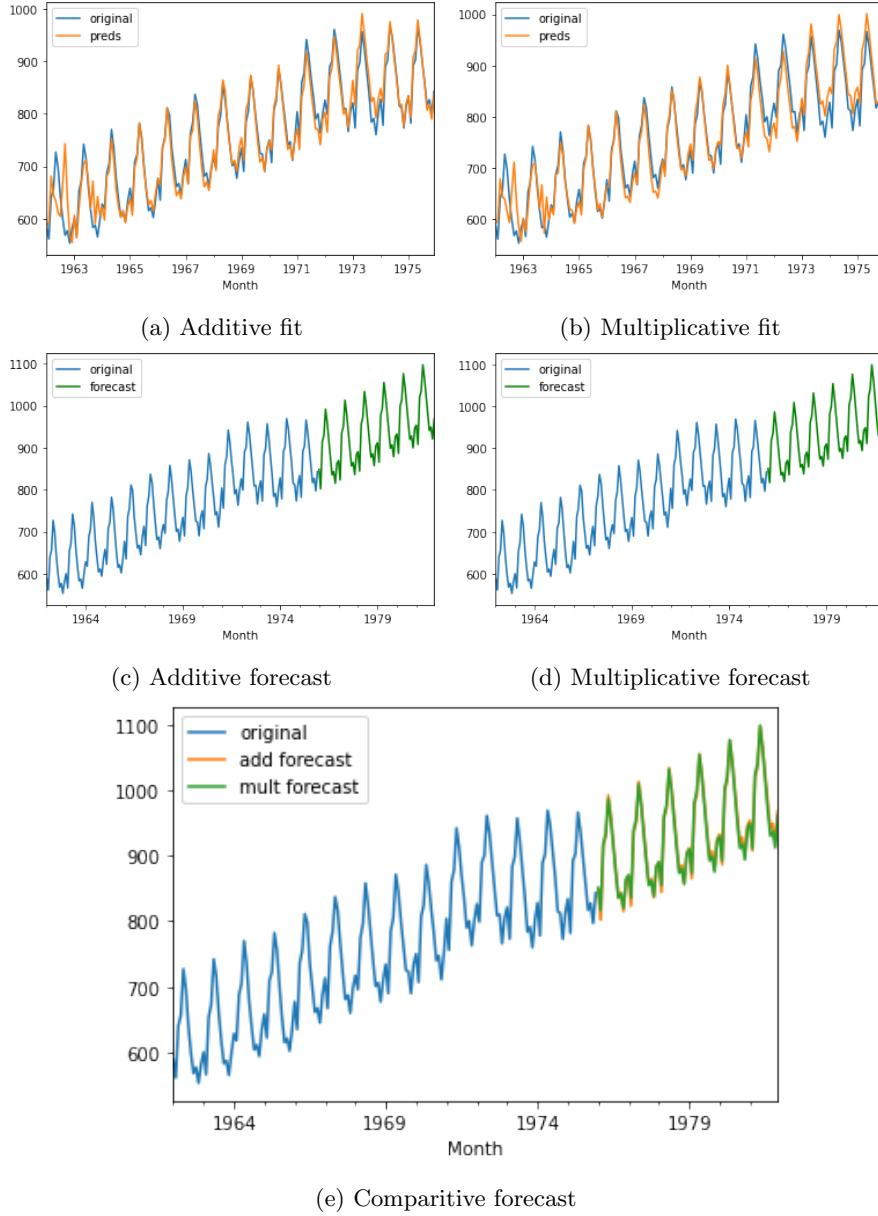 1000
900
800
700
600
original
preds
1963 1965 1967 1969 1971 1973 1975
Month
(a) Additive fit
1000
900
800
700
600
original
preds
1963 1965 1967 1969 1971 1973 1975
Month
(b) Multiplicative fit
1100
1000
900
800
700
600
original
forecast
1964 1969 1974 1979
Month
(c) Additive forecast
1100
1000
900
800
700
600
original
forecast
1964 1969 1974 1979
Month
(d) Multiplicative forecast
1100
1000
900
800
700
600
original
add forecast
mult forecast
1964 1969 1974 1979
Month
(e) Comparitive forecast